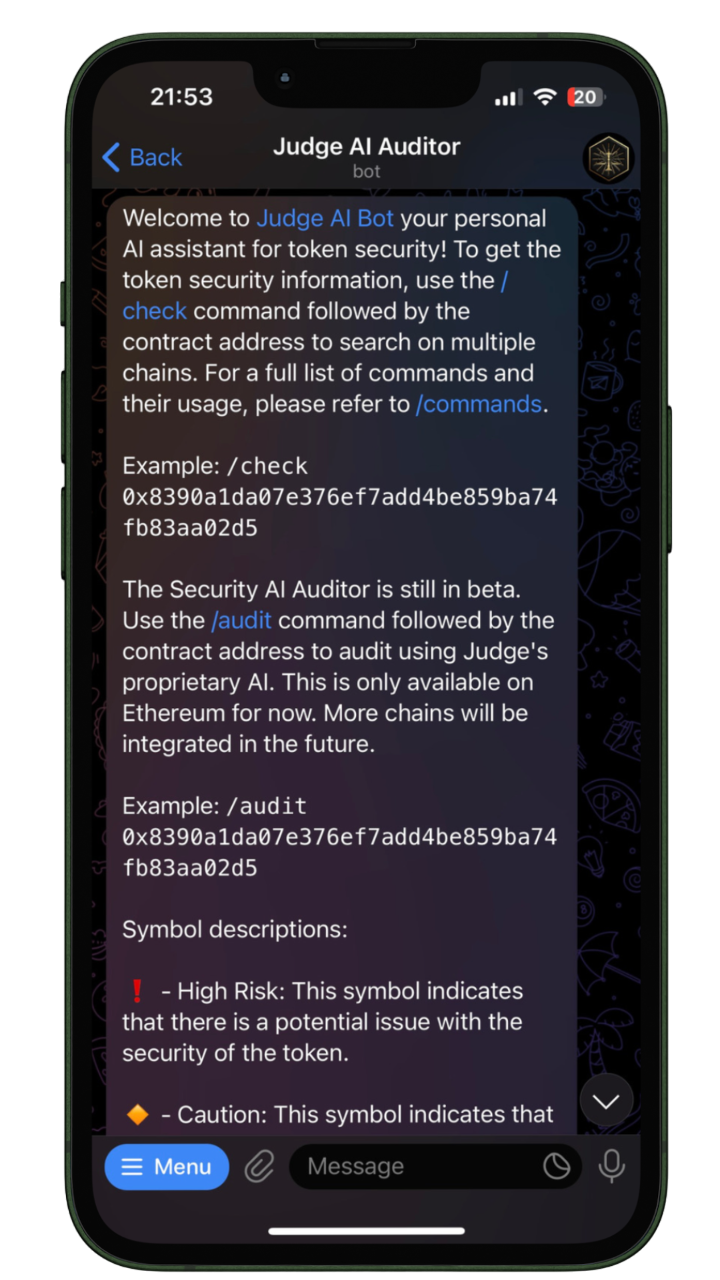 21:53
20
Back
Judge AI Auditor
bot
Welcome to Judge AI Bot your personal
AI assistant for token security! To get the
token security information, use the /
check command followed by the
contract address to search on multiple
chains. For a full list of commands and
their usage, please refer to /commands.
Example: /check
0x8390a1da07e376ef7add4be859ba74
fb83aa02d5
The Security AI Auditor is still in beta.
Use the /audit command followed by the
contract address to audit using Judge's
proprietary AI. This is only available on
Ethereum for now. More chains will be
integrated in the future.
Example: /audit
0x8390a1da07e376ef7add4be859ba74
fb83aa02d5
Symbol descriptions:
❗ - High Risk: This symbol indicates
that there is a potential issue with the
security of the token.
🔸 - Caution: This symbol indicates that
Menu
Message